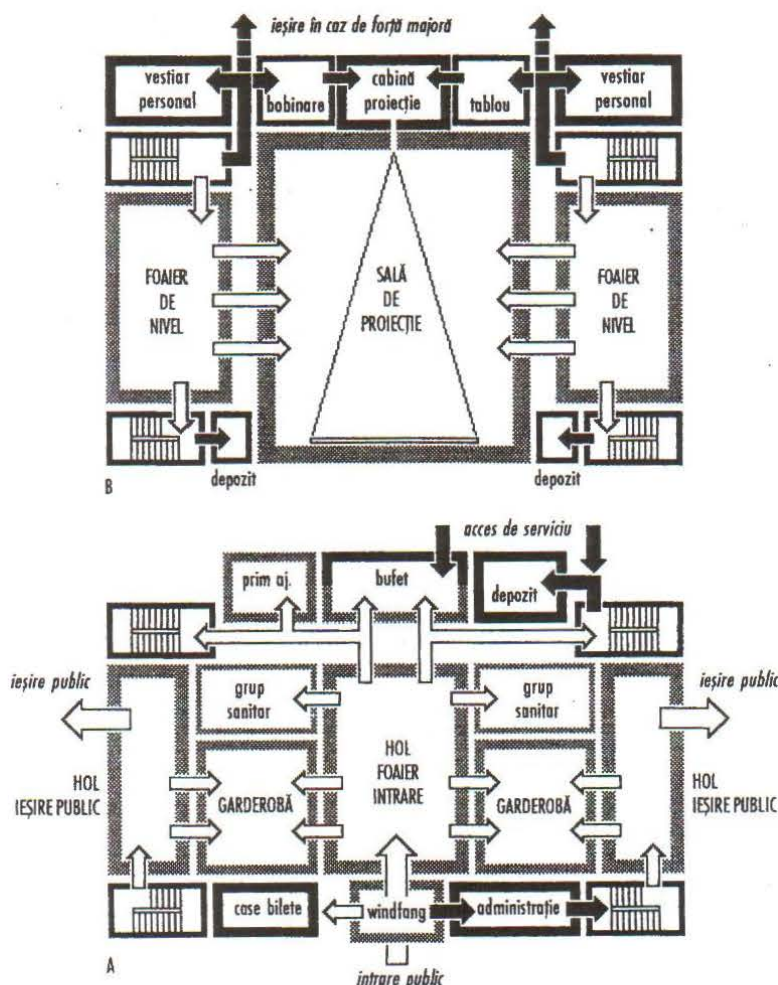 ieșire în caz de forță majoră
vestiar
personal
bobinare
cabină
proiecție
tablou
vestiar
personal
FOAIER
DE
NIVEL
SALĂ
DE
PROIECȚIE
FOAIER
DE
NIVEL
depozit
depozit
B
acces de serviciu
prim aj.
bufet
depozit
ieșire public
grup
sanitar
grup
sanitar
ieșire public
HOL
FOAIER
INTRARE
HOL
IEȘIRE PUBLIC
GARDEROBĂ
GARDEROBĂ
HOL
IEȘIRE PUBLIC
case bilete
windfang
administrație
A
intrare public